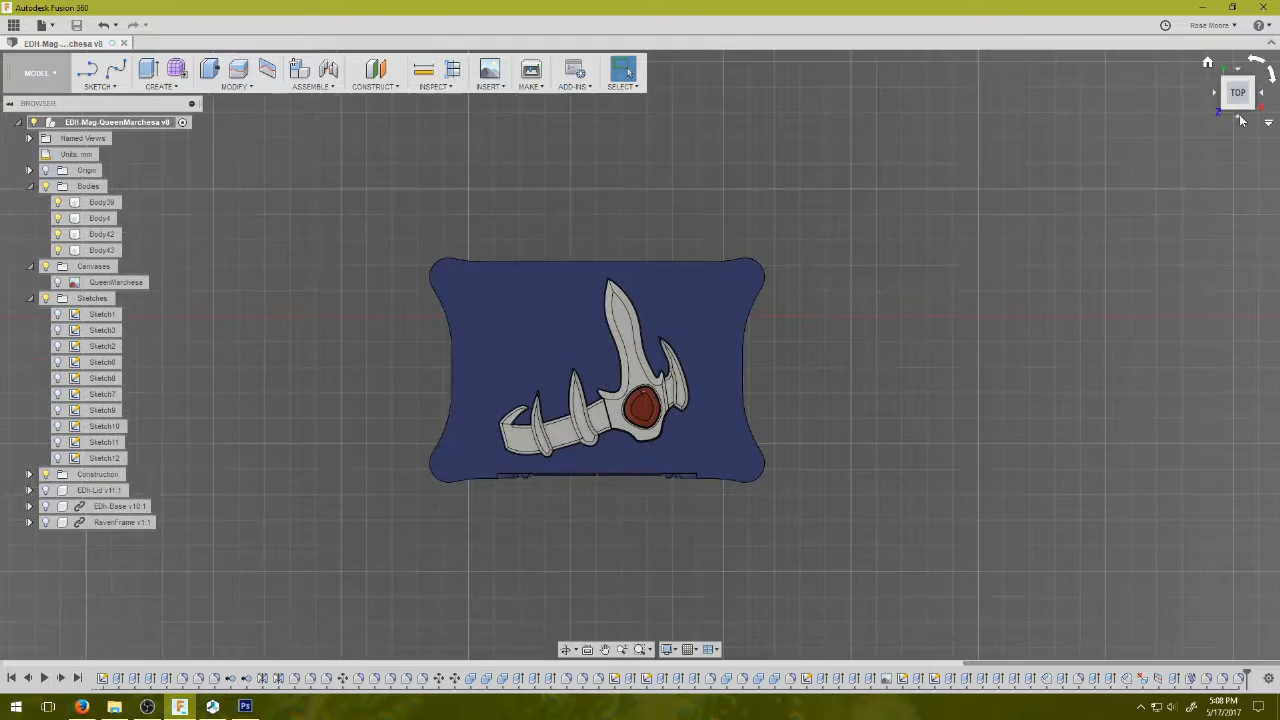 Autodesk Fusion 360
Rose Moore
EDH-Mag-...chesa v8
MODEL
SKETCH
CREATE
MODIFY
ASSEMBLE
CONSTRUCT
INSPECT
INSERT
MAKE
ADD-INS
SELECT
TOP
BROWSER
EDH-Mag-QueenMarchesa v8
Named Views
Units, mm
Origin
Bodies
Body39
Body4
Body42
Body43
Canvases
QueenMarchesa
Sketches
Sketch1
Sketch3
Sketch2
Sketch6
Sketch8
Sketch7
Sketch9
Sketch10
Sketch11
Sketch12
Construction
EDh-Lid v11:1
EDh-Base v10:1
RavenFrame v1:1
5:08 PM
5/17/2017